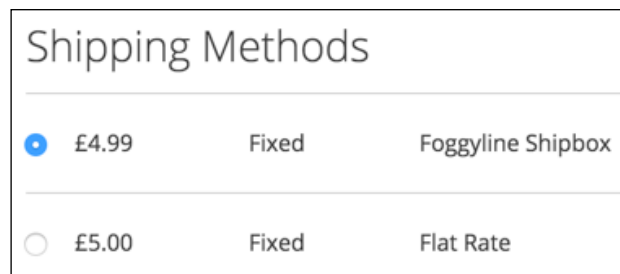 Shipping Methods
£4.99 Fixed Foggyline Shipbox
£5.00 Fixed Flat Rate